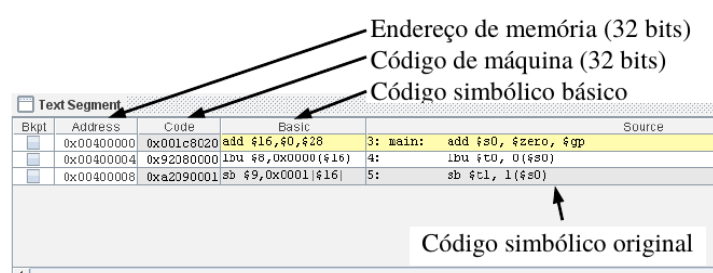 Endereço de memória (32 bits)
Código de máquina (32 bits)
Código simbólico básico
Text Segment
Bkpt Address Code Basic Source
0x00400000 0x001c8020 add $16,$0,$28 3: main: add $s0, $zero, $gp
0x00400004 0x92080000 lbu $8,0x0000($16) 4: lbu $t0, 0($s0)
0x00400008 0xa2090001 sb $9,0x0001|$16| 5: sb $t1, 1($s0)
Código simbólico original